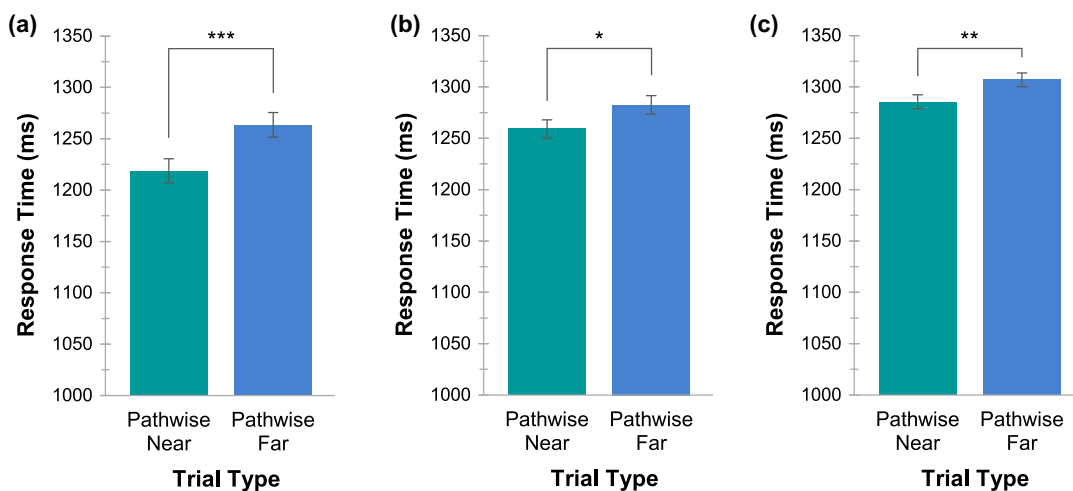 (a)
***
Response Time (ms)
1350
1300
1250
1200
1150
1100
1050
1000
Pathwise Near
Pathwise Far
Trial Type
(b)
*
Response Time (ms)
1350
1300
1250
1200
1150
1100
1050
1000
Pathwise Near
Pathwise Far
Trial Type
(c)
**
Response Time (ms)
1350
1300
1250
1200
1150
1100
1050
1000
Pathwise Near
Pathwise Far
Trial Type